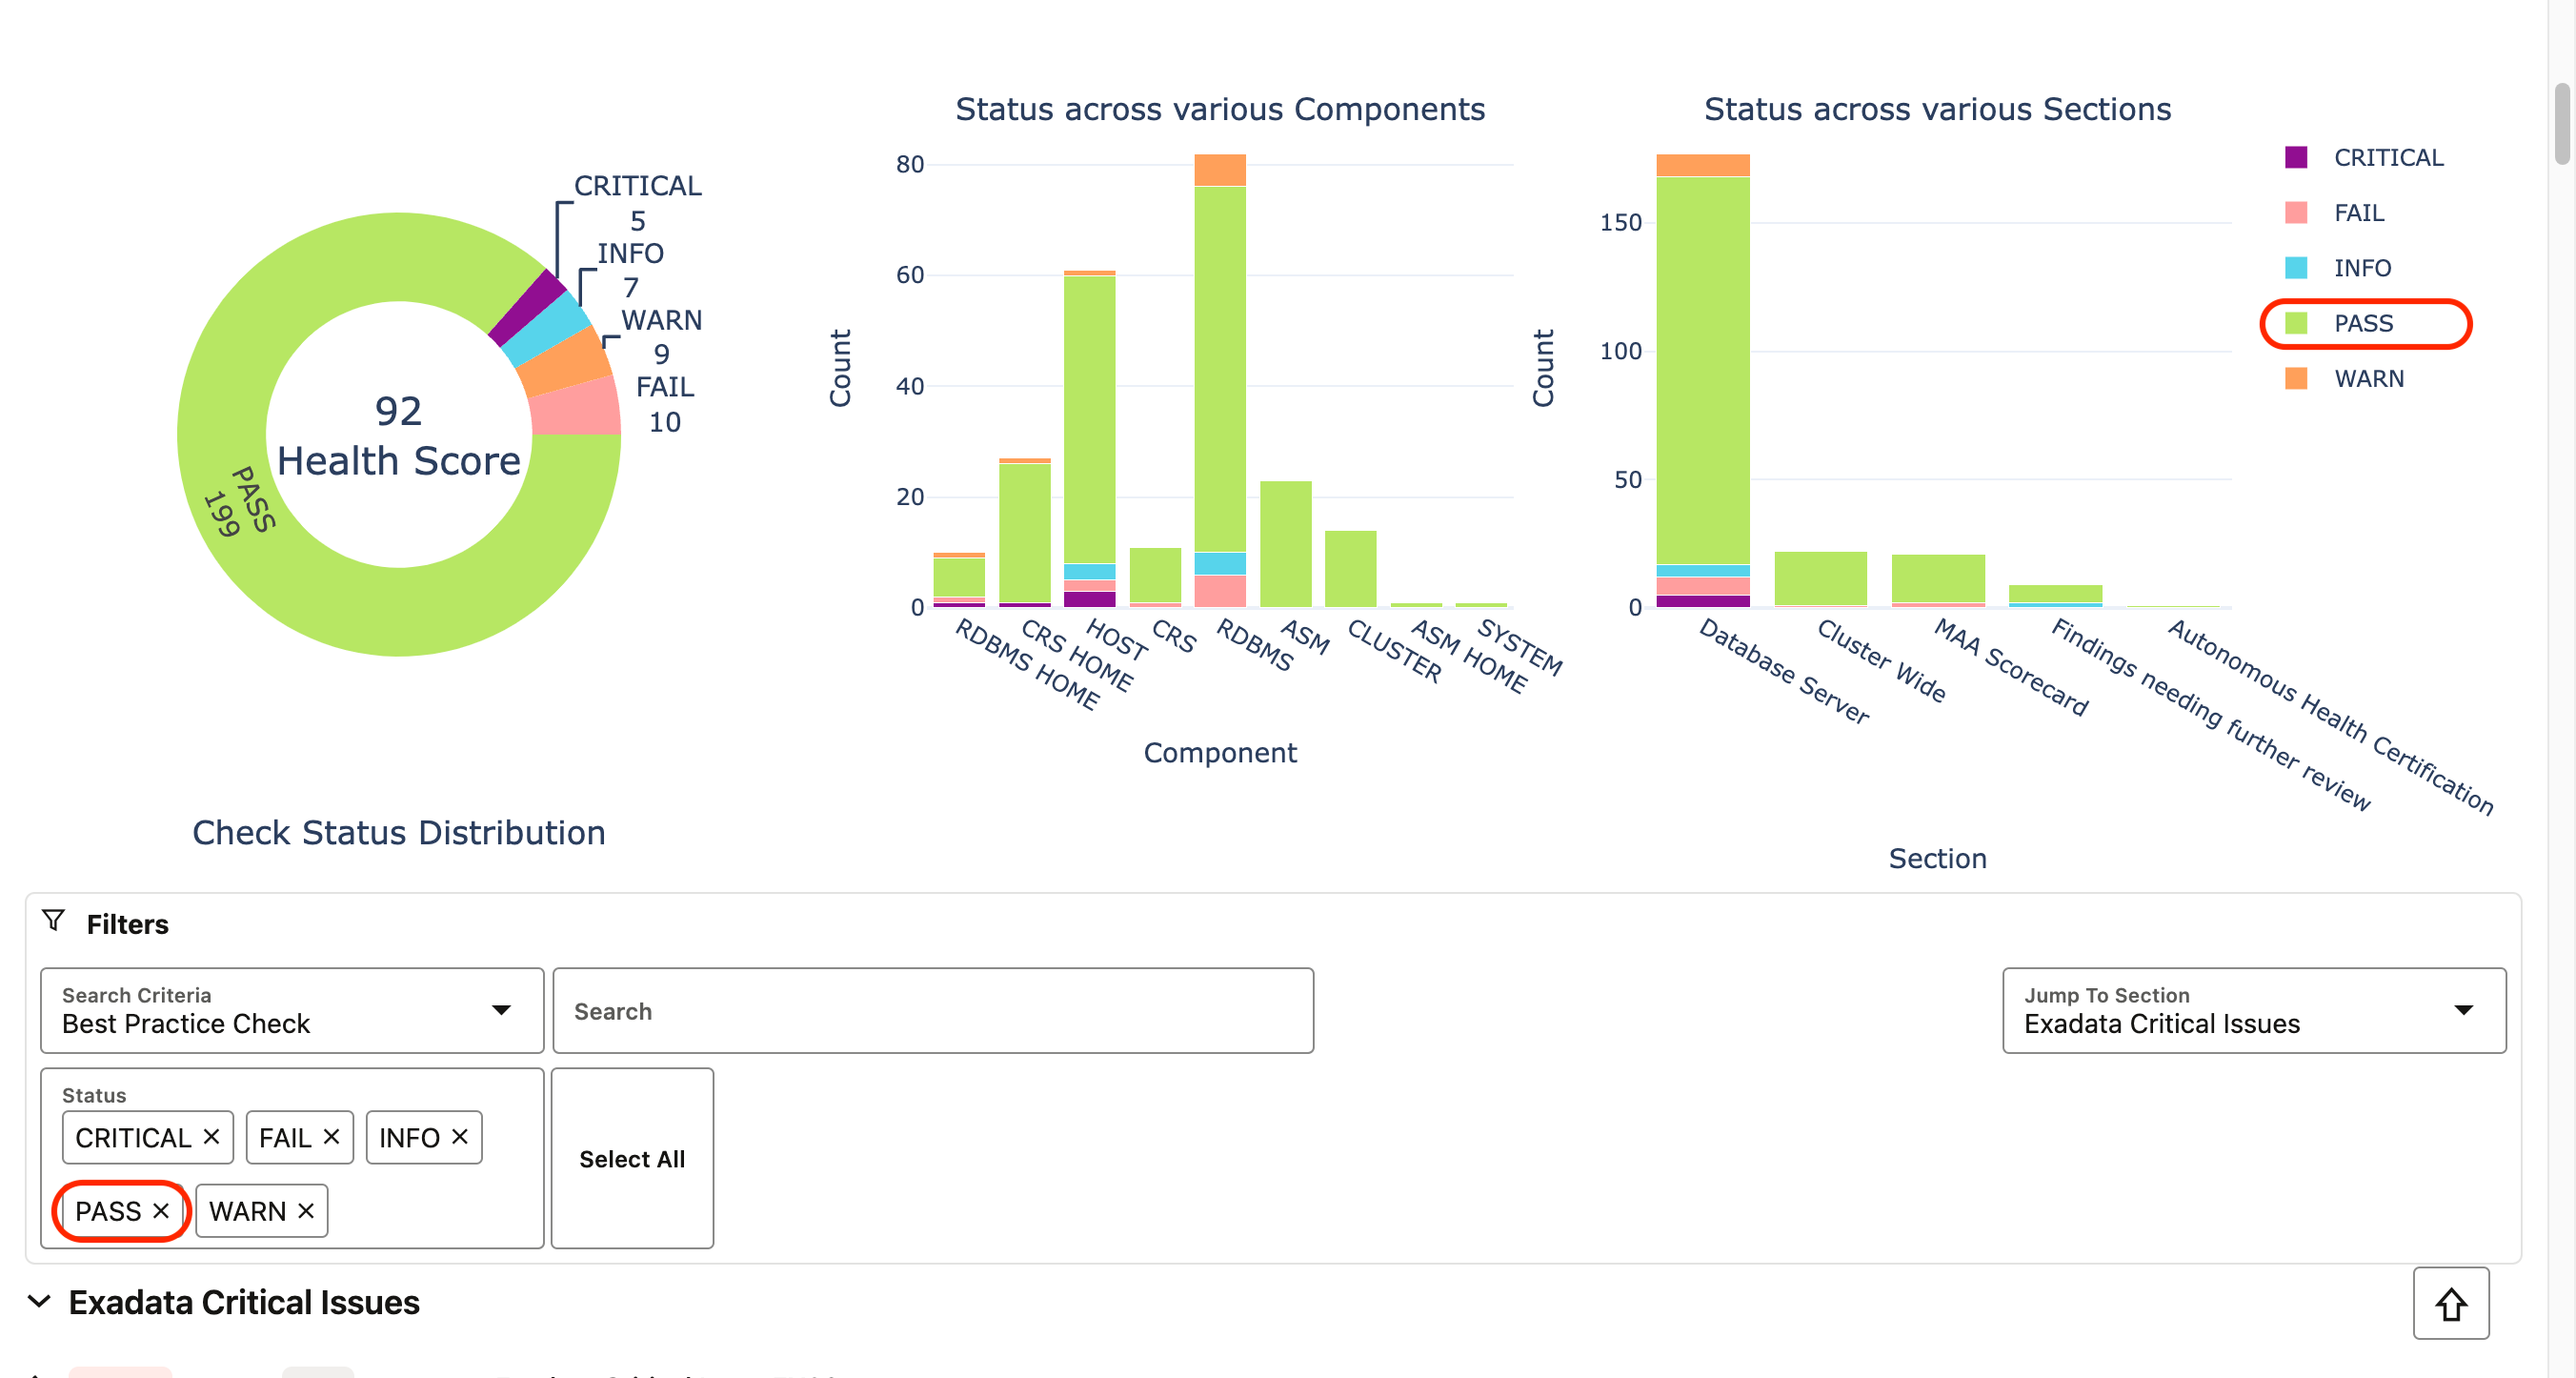 CRITICAL
5
INFO
7
WARN
9
FAIL
10
92
Health Score
PASS
199
Check Status Distribution
Status across various Components
80
60
40
20
0
Count
RDBMS HOME
CRS HOME
HOST
CRS
RDBMS
ASM
CLUSTER
ASM HOME
SYSTEM
Component
Status across various Sections
150
100
50
0
Count
Database Server
Cluster Wide
MAA Scorecard
Findings needing further review
Autonomous Health Certification
Section
CRITICAL
FAIL
INFO
PASS
WARN
Filters
Search Criteria
Best Practice Check
Search
Jump To Section
Exadata Critical Issues
Status
CRITICAL × FAIL × INFO ×
PASS × WARN ×
Select All
Exadata Critical Issues